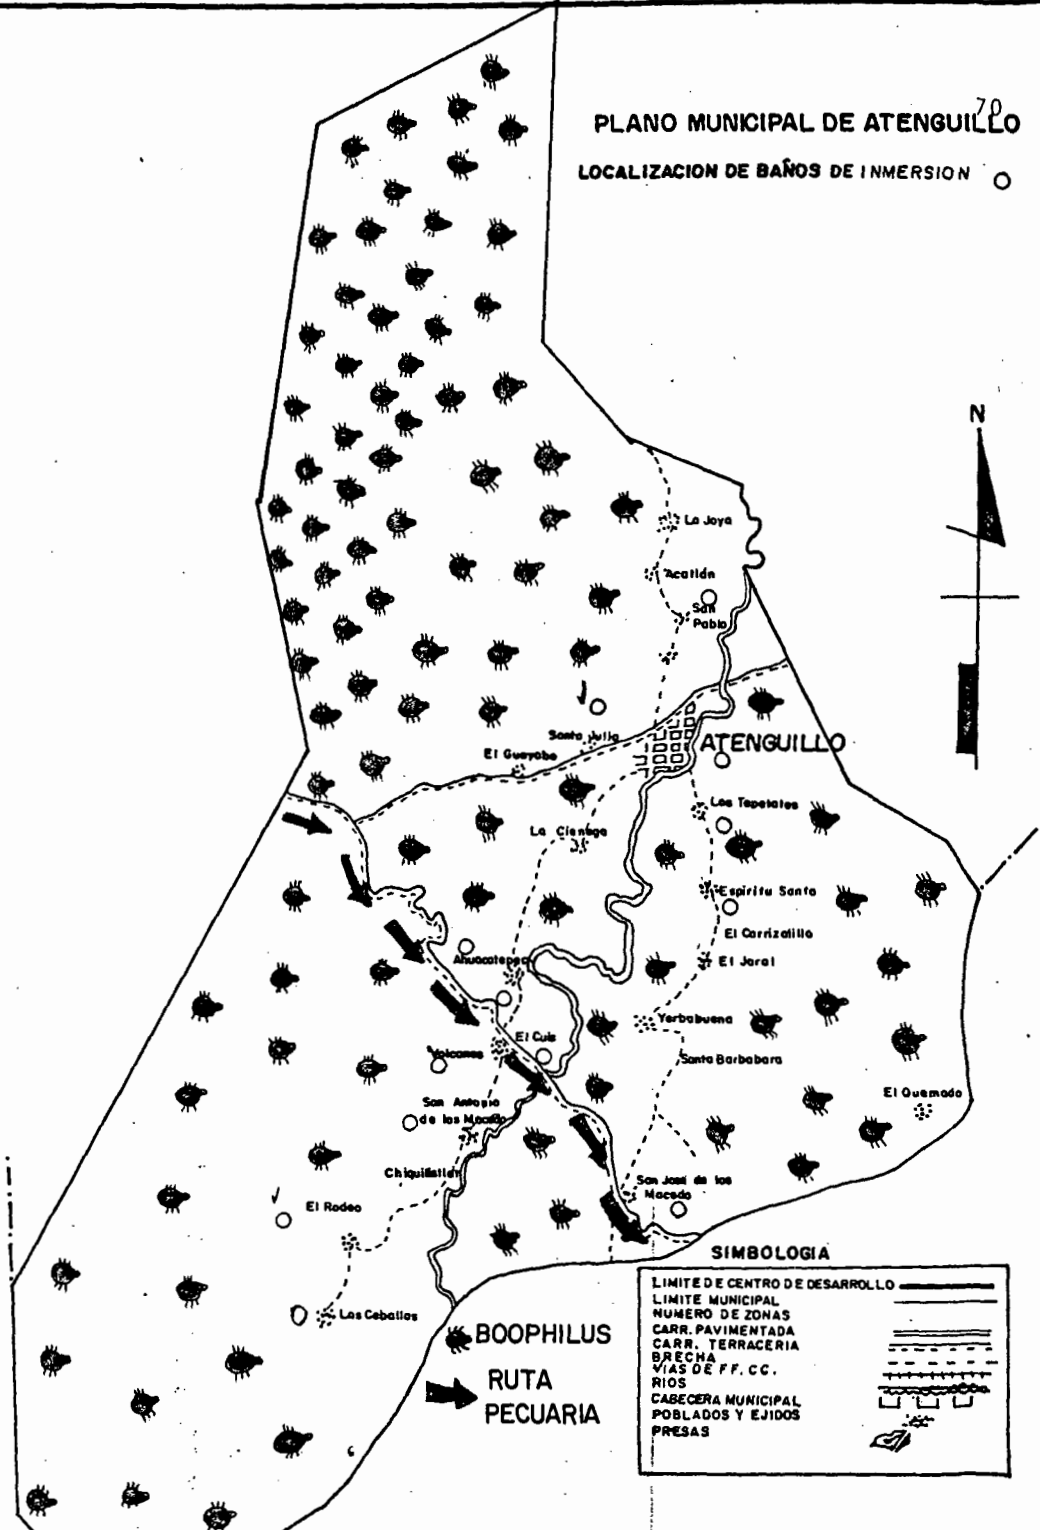 70
PLANO MUNICIPAL DE ATENGUILLO
LOCALIZACION DE BAÑOS DE INMERSION
N
La Joya
Acatlán
San
Pablo
Santa Julia
El Guayabo
ATENGUILLO
Los Tepetates
La Cienega
Espiritu Santo
El Carrizalillo
Ahuacatepec
El Jaral
Yerbabuena
El Cuis
Volcanes
Santa Barbabara
San Antonio
de los Macedo
El Quemado
Chiquilistlán
San José de los
Macedo
El Rodeo
Los Ceballos
BOOPHILUS
RUTA
PECUARIA
SIMBOLOGIA
LIMITE DE CENTRO DE DESARROLLO
LIMITE MUNICIPAL
NUMERO DE ZONAS
CARR. PAVIMENTADA
CARR. TERRACERIA
BRECHA
VIAS DE FF. CC.
RIOS
CABECERA MUNICIPAL
POBLADOS Y EJIDOS
PRESAS